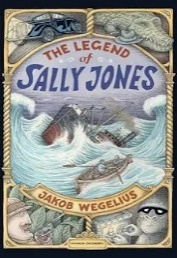 THE LEGEND
of
SALLY JONES
JAKOB WEGELIUS